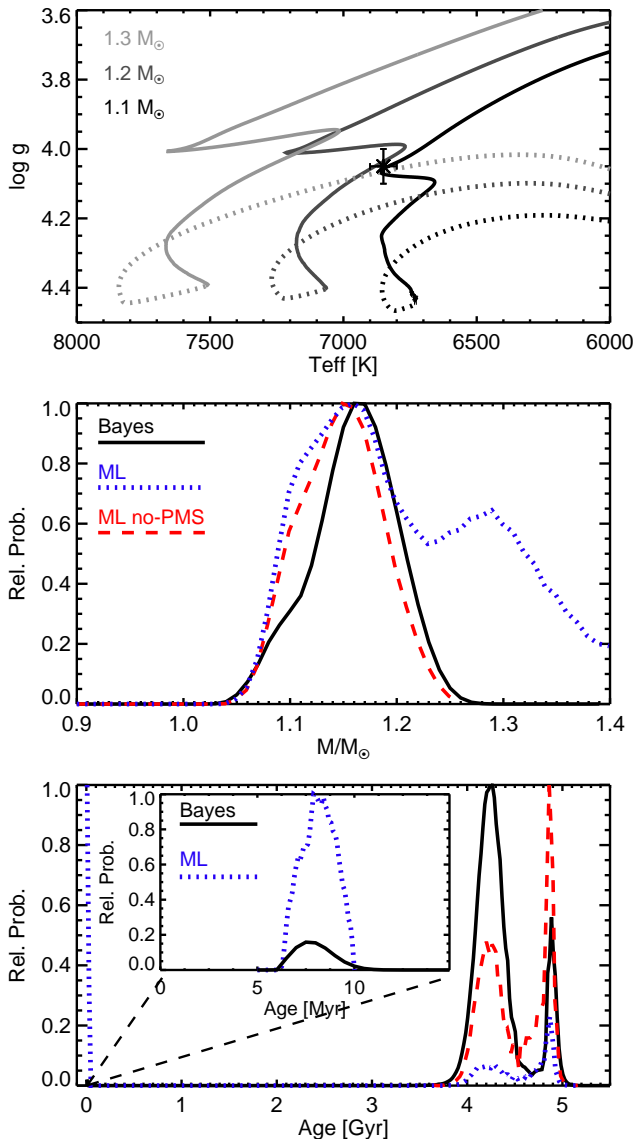 3.6
3.8
4.0
4.2
4.4
log g
1.3 M☉
1.2 M☉
1.1 M☉
8000 7500 7000 6500 6000
Teff [K]
1.0
0.8
0.6
0.4
0.2
0.0
Rel. Prob.
Bayes
ML
ML no-PMS
0.9 1.0 1.1 1.2 1.3 1.4
M/M☉
1.0
0.8
0.6
0.4
0.2
0.0
Rel. Prob.
1.0
0.8
0.6
0.4
0.2
0.0
Rel. Prob.
Bayes
ML
0 5 10
Age [Myr]
0 1 2 3 4 5
Age [Gyr]